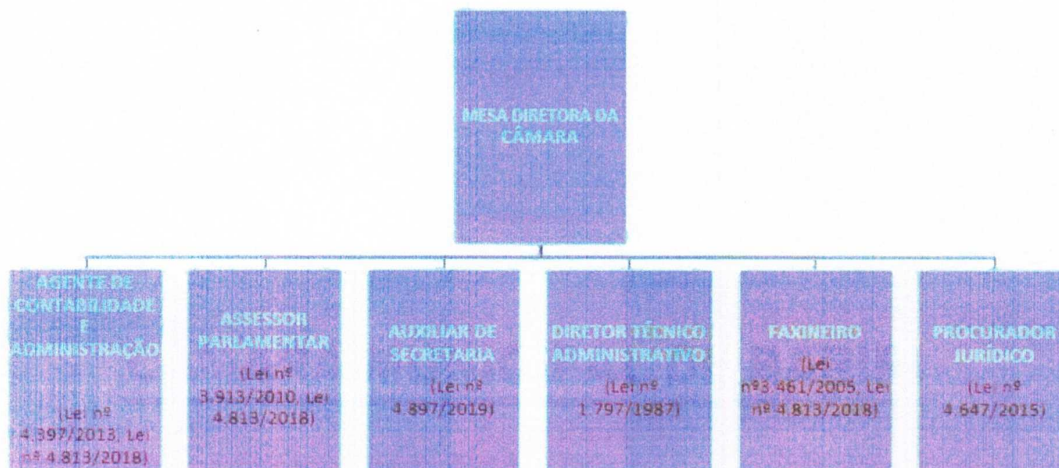 MESA DIRETORA DA
CÂMARA
AGENTE DE
CONTABILIDADE
E
ADMINISTRAÇÃO
(Lei nº
4.397/2013, Lei
nº 4.813/2018)
ASSESSOR
PARLAMENTAR
(Lei nº
3.913/2010, Lei
4.813/2018)
AUXILIAR DE
SECRETARIA
(Lei nº
4.897/2019)
DIRETOR TÉCNICO
ADMINISTRATIVO
(Lei nº
1.797/1987)
FAXINEIRO
(Lei
nº3.461/2005, Lei
nº 4.813/2018)
PROCURADOR
JURÍDICO
(Lei nº
4.647/2015)